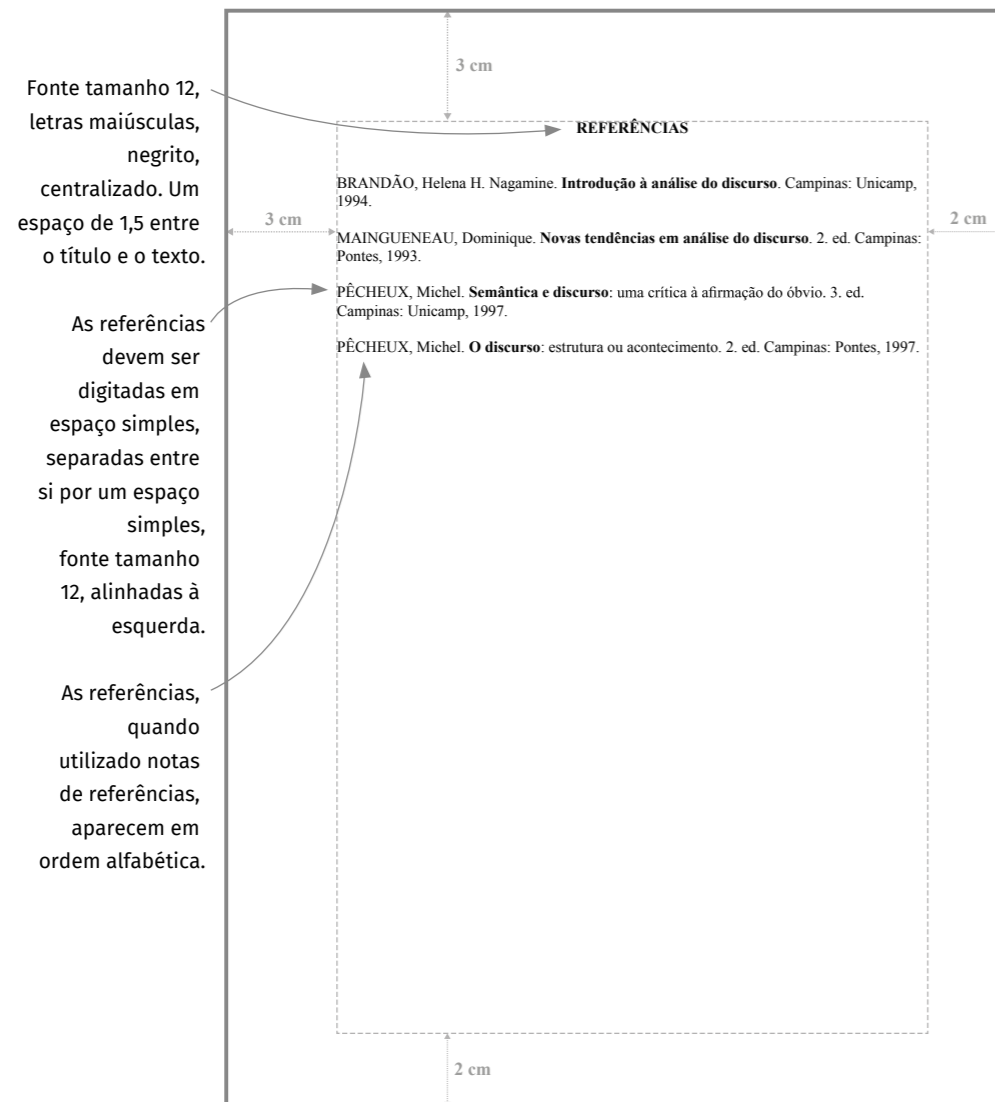 3 cm
Fonte tamanho 12,
letras maiúsculas,
negrito,
centralizado. Um
espaço de 1,5 entre
o título e o texto.
REFERÊNCIAS
BRANDÃO, Helena H. Nagamine. Introdução à análise do discurso. Campinas: Unicamp,
1994.
3 cm
2 cm
MAINGUENEAU, Dominique. Novas tendências em análise do discurso. 2. ed. Campinas:
Pontes, 1993.
PÊCHEUX, Michel. Semântica e discurso: uma crítica à afirmação do óbvio. 3. ed.
Campinas: Unicamp, 1997.
PÊCHEUX, Michel. O discurso: estrutura ou acontecimento. 2. ed. Campinas: Pontes, 1997.
As referências
devem ser
digitadas em
espaço simples,
separadas entre
si por um espaço
simples,
fonte tamanho
12, alinhadas à
esquerda.
As referências,
quando
utilizado notas
de referências,
aparecem em
ordem alfabética.
2 cm